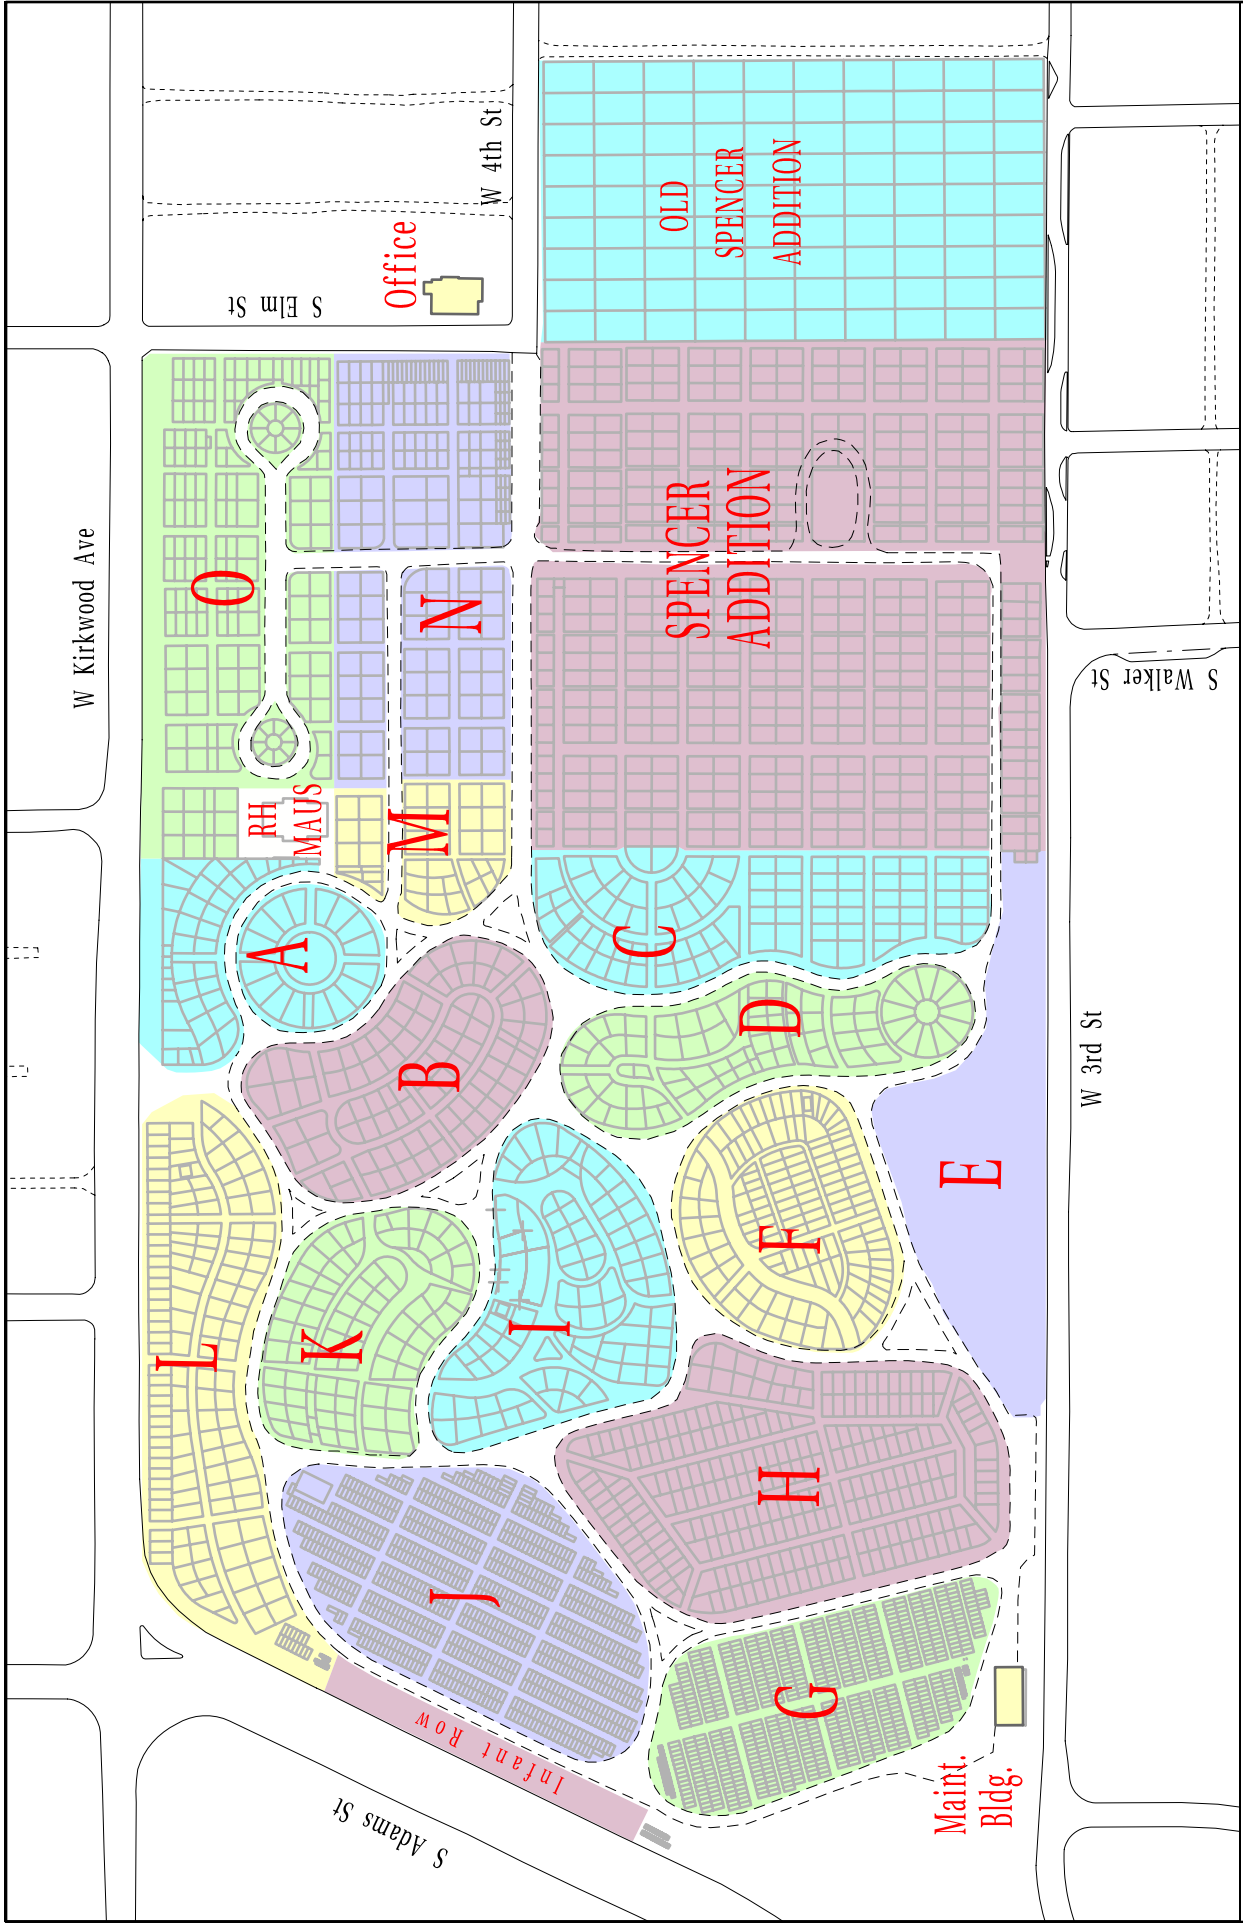 W 4th St
OLD
SPENCER
ADDITION
Office
S Elm St
W Kirkwood Ave
O
N
SPENCER
ADDITION
S Walker St
RH
MAUS
M
A
C
B
D
W 3rd St
E
F
I
K
L
H
J
G
Infant Row
Maint.
Bldg.
S Adams St